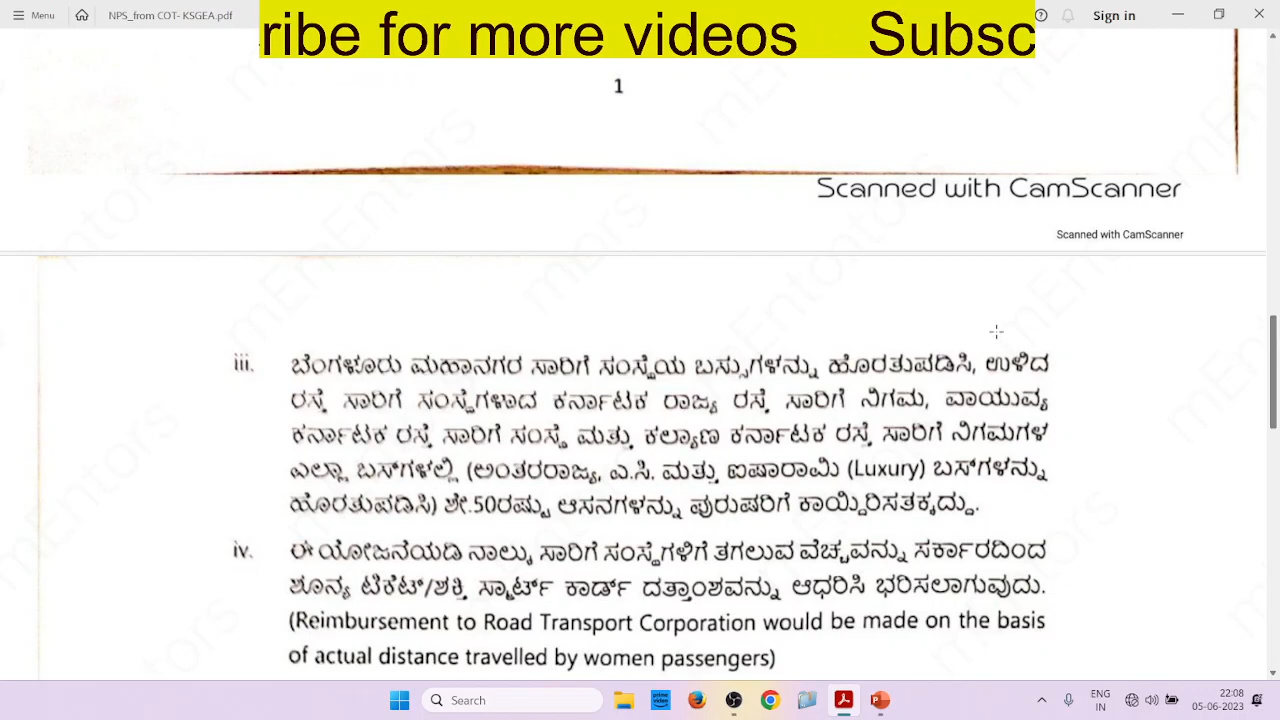 Menu
NPS_from COT- KSGEA.pdf
ribe for more videos Subsc
Sign in
1
Scanned with CamScanner
Scanned with CamScanner
iii. ಬೆಂಗಳೂರು ಮಹಾನಗರ ಸಾರಿಗೆ ಸಂಸ್ಥೆಯ ಬಸ್ಸುಗಳನ್ನು ಹೊರತುಪಡಿಸಿ, ಉಳಿದ
ರಸ್ತೆ ಸಾರಿಗೆ ಸಂಸ್ಥೆಗಳಾದ ಕರ್ನಾಟಕ ರಾಜ್ಯ ರಸ್ತೆ ಸಾರಿಗೆ ನಿಗಮ, ವಾಯುವ್ಯ
ಕರ್ನಾಟಕ ರಸ್ತೆ ಸಾರಿಗೆ ಸಂಸ್ಥೆ ಮತ್ತು ಕಲ್ಯಾಣ ಕರ್ನಾಟಕ ರಸ್ತೆ ಸಾರಿಗೆ ನಿಗಮಗಳ
ಎಲ್ಲಾ ಬಸ್‌ಗಳಲ್ಲಿ (ಅಂತರರಾಜ್ಯ, ಎ.ಸಿ. ಮತ್ತು ಐಷಾರಾಮಿ (Luxury) ಬಸ್‌ಗಳನ್ನು
ಹೊರತುಪಡಿಸಿ) ಶೇ.50ರಷ್ಟು ಆಸನಗಳನ್ನು ಪುರುಷರಿಗೆ ಕಾಯ್ದಿರಿಸತಕ್ಕದ್ದು.
iv. ಈ ಯೋಜನೆಯಡಿ ನಾಲ್ಕು ಸಾರಿಗೆ ಸಂಸ್ಥೆಗಳಿಗೆ ತಗಲುವ ವೆಚ್ಚವನ್ನು ಸರ್ಕಾರದಿಂದ
ಶೂನ್ಯ ಟಿಕೆಟ್/ಶಕ್ತಿ ಸ್ಮಾರ್ಟ್ ಕಾರ್ಡ್ ದತ್ತಾಂಶವನ್ನು ಆಧರಿಸಿ ಭರಿಸಲಾಗುವುದು.
(Reimbursement to Road Transport Corporation would be made on the basis
of actual distance travelled by women passengers)
Search
ENG
IN
22:08
05-06-2023
mEntors